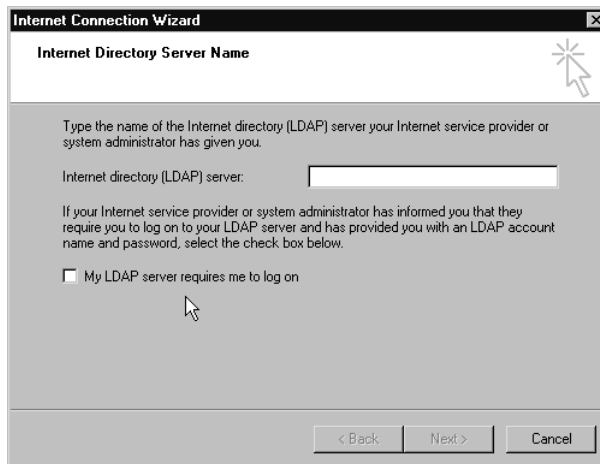 Internet Connection Wizard
Internet Directory Server Name
Type the name of the Internet directory (LDAP) server your Internet service provider or
system administrator has given you.
Internet directory (LDAP) server:
If your Internet service provider or system administrator has informed you that they
require you to log on to your LDAP server and has provided you with an LDAP account
name and password, select the check box below.
My LDAP server requires me to log on
< Back Next > Cancel